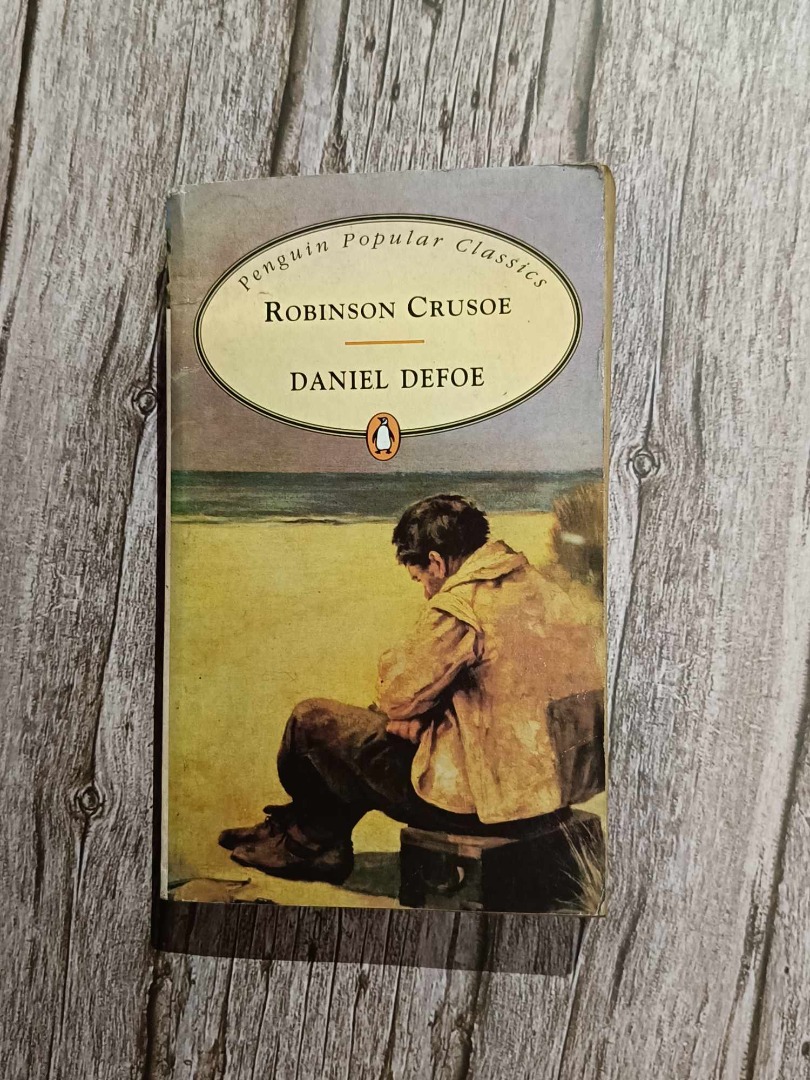 Penguin Popular Classics
ROBINSON CRUSOE
DANIEL DEFOE